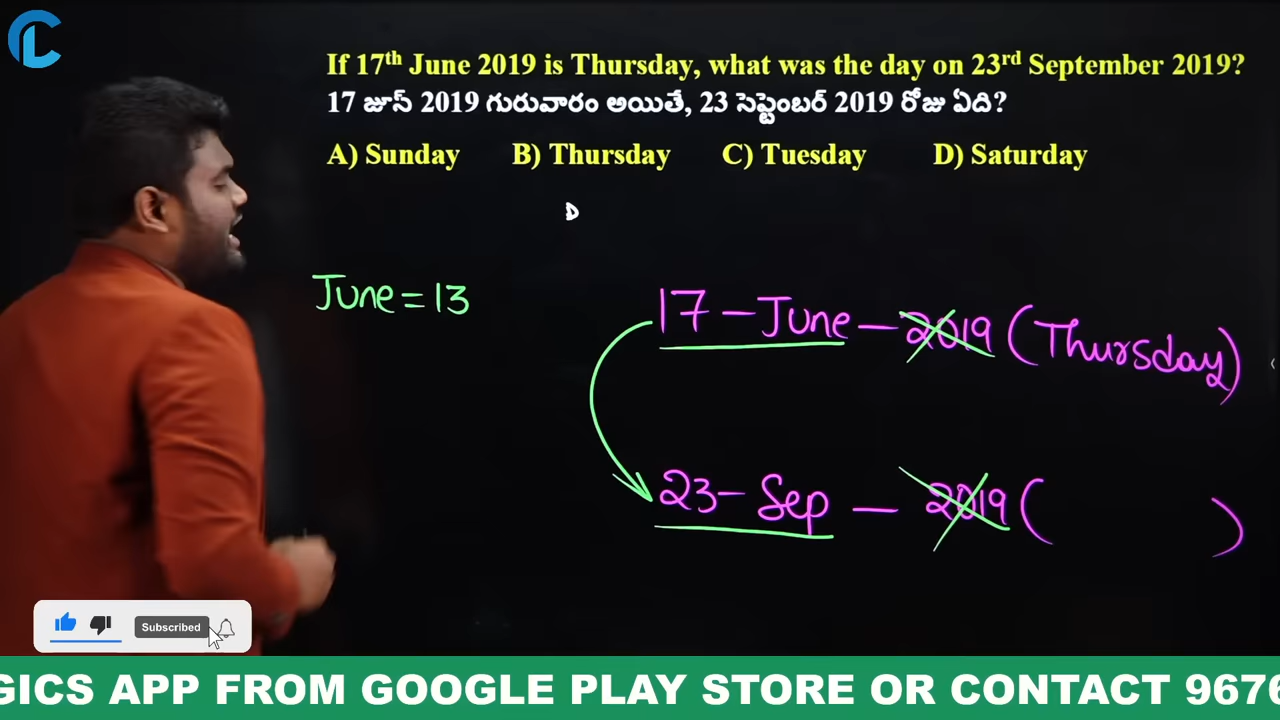 If 17th June 2019 is Thursday, what was the day on 23rd September 2019?
17 జూన్ 2019 గురువారం అయితే, 23 సెప్టెంబర్ 2019 రోజు ఏది?
A) Sunday B) Thursday C) Tuesday D) Saturday
June = 13
17 - June - 2019 (Thursday)
23 - Sep - 2019 ( )
Subscribed
GICS APP FROM GOOGLE PLAY STORE OR CONTACT 9676